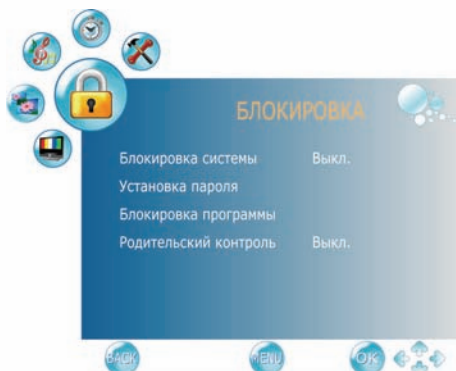 БЛОКИРОВКА
Блокировка системы Выкл.
Установка пароля
Блокировка программы
Родительский контроль Выкл.
BACK MENU OK